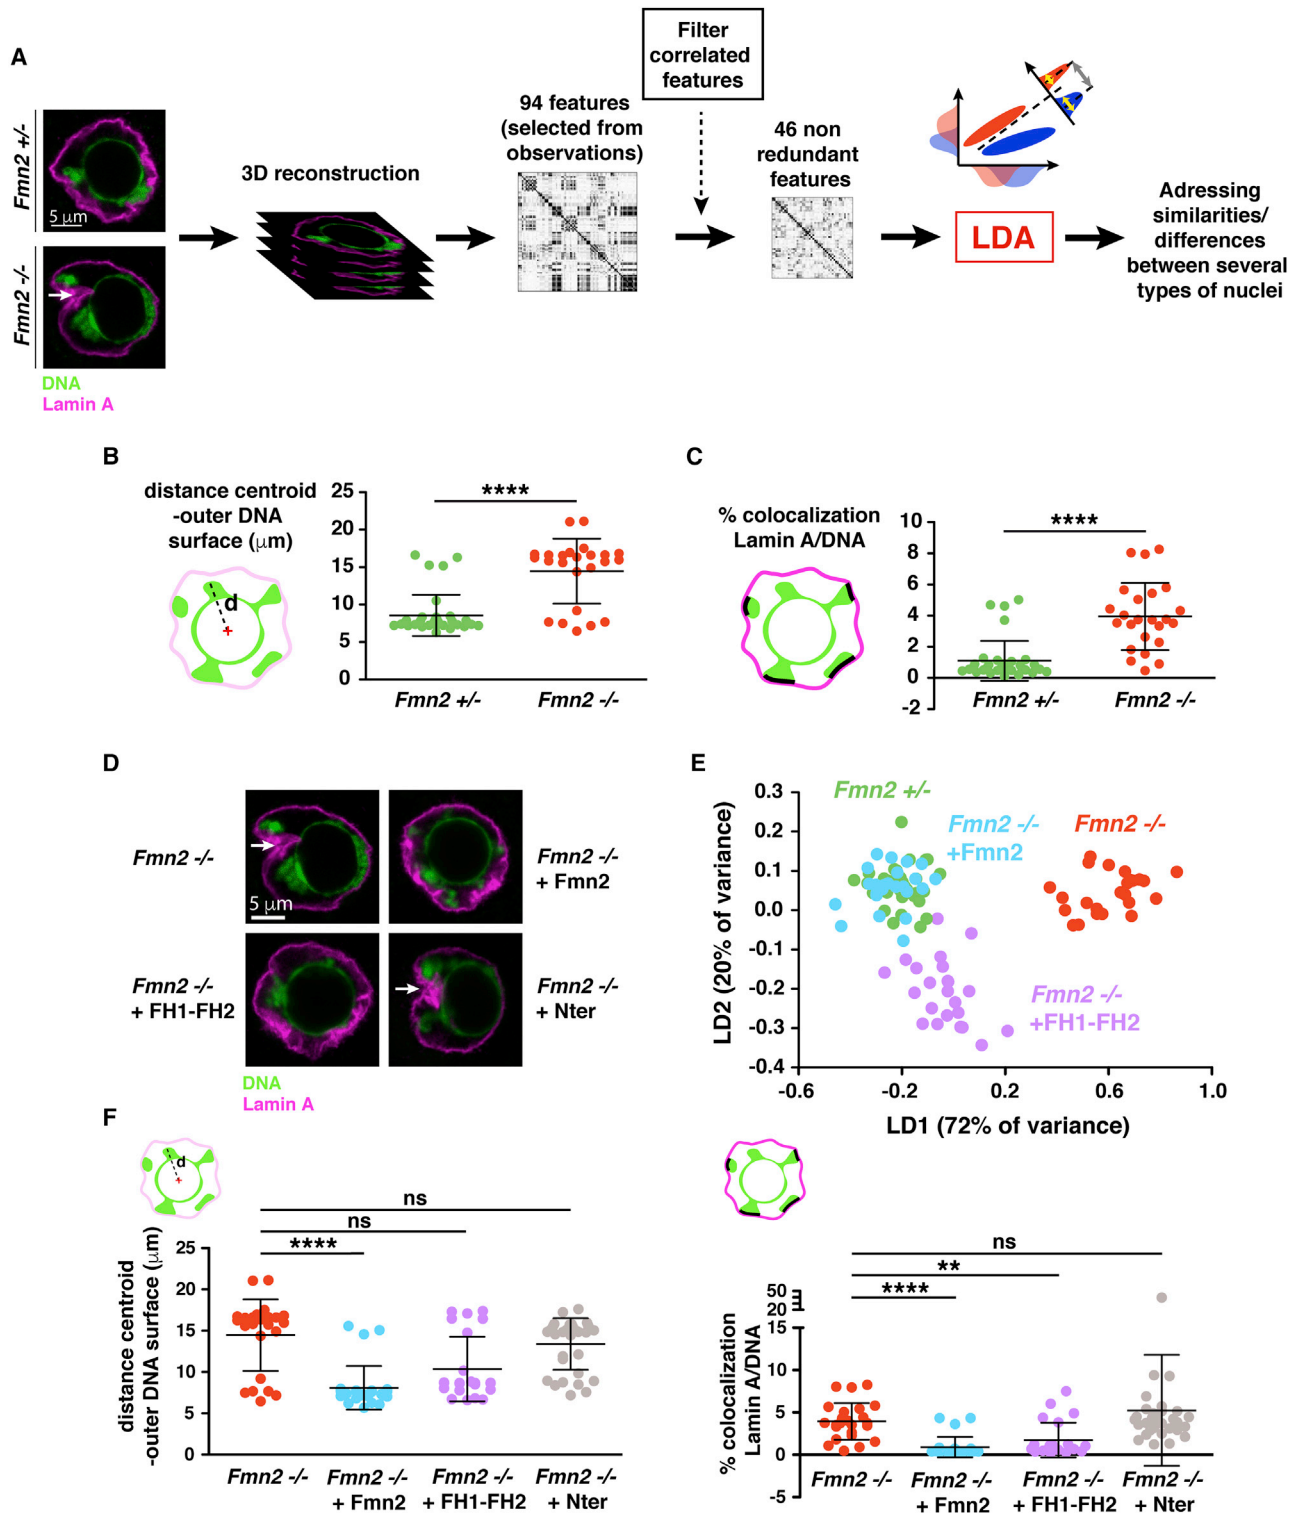 A
Fmn2 +/-
5 µm
Fmn2 -/-
DNA
Lamin A
3D reconstruction
94 features
(selected from
observations)
Filter
correlated
features
46 non
redundant
features
LDA
Adressing
similarities/
differences
between several
types of nuclei
B
distance centroid
-outer DNA
surface (µm)
d
25
20
15
10
5
0
****
Fmn2 +/-
Fmn2 -/-
C
% colocalization
Lamin A/DNA
10
8
6
4
2
0
-2
****
Fmn2 +/-
Fmn2 -/-
D
Fmn2 -/-
5 µm
Fmn2 -/-
+ Fmn2
Fmn2 -/-
+ FH1-FH2
Fmn2 -/-
+ Nter
DNA
Lamin A
E
LD2 (20% of variance)
0.3
0.2
0.1
0.0
-0.1
-0.2
-0.3
-0.4
Fmn2 +/-
Fmn2 -/-
+Fmn2
Fmn2 -/-
Fmn2 -/-
+FH1-FH2
-0.6
-0.2
0.2
0.6
1.0
LD1 (72% of variance)
F
d
distance centroid
-outer DNA surface (µm)
25
20
15
10
5
0
ns
ns
****
Fmn2 -/-
Fmn2 -/-
+ Fmn2
Fmn2 -/-
+ FH1-FH2
Fmn2 -/-
+ Nter
% colocalization
Lamin A/DNA
50
20
15
10
5
0
-5
ns
**
****
Fmn2 -/-
Fmn2 -/-
+ Fmn2
Fmn2 -/-
+ FH1-FH2
Fmn2 -/-
+ Nter